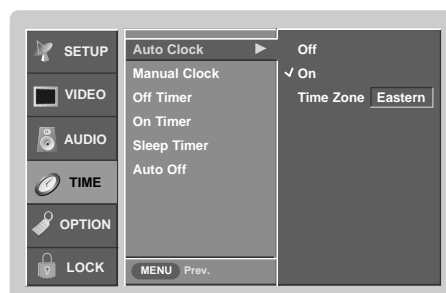 SETUP
VIDEO
AUDIO
TIME
OPTION
LOCK
Auto Clock
Manual Clock
Off Timer
On Timer
Sleep Timer
Auto Off
MENU Prev.
Off
On
Time Zone Eastern